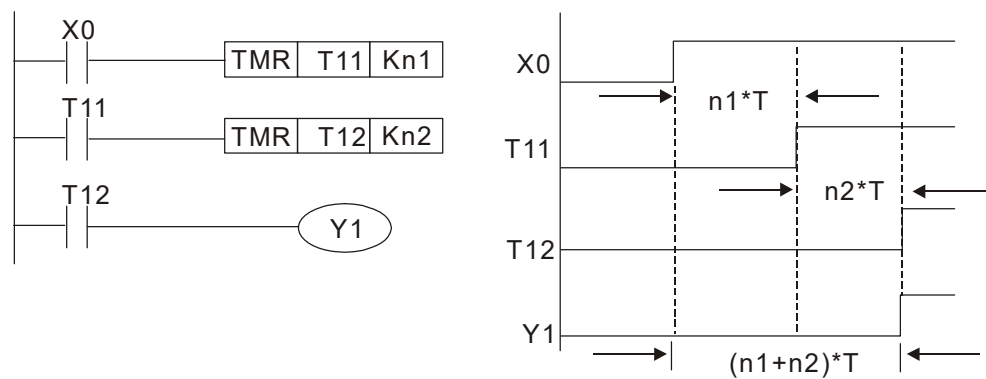 X0
TMR T11 Kn1
T11
TMR T12 Kn2
T12
Y1
X0
n1*T
T11
n2*T
T12
Y1
(n1+n2)*T